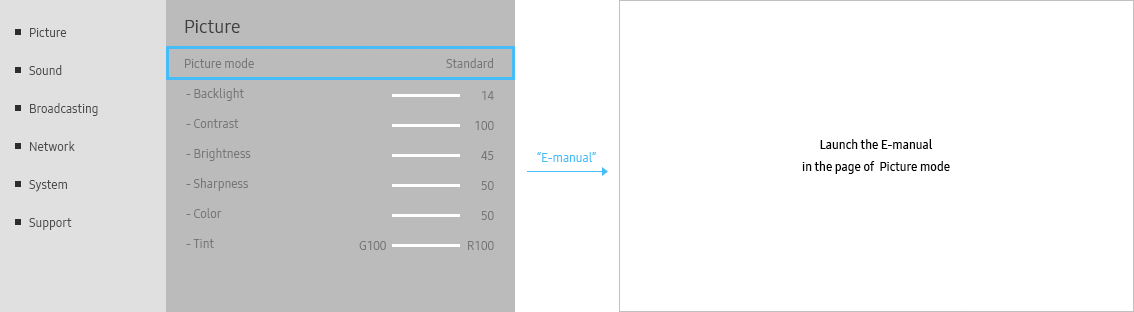 Picture
Sound
Broadcasting
Network
System
Support
Picture
Picture mode Standard
- Backlight 14
- Contrast 100
- Brightness 45
- Sharpness 50
- Color 50
- Tint G100 R100
“E-manual”
Launch the E-manual
in the page of Picture mode